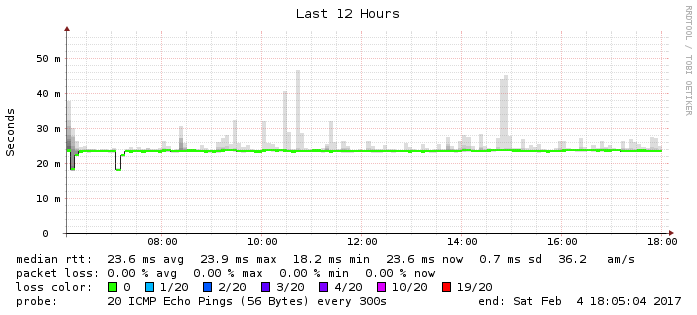 Last 12 Hours
RRDTOOL / TOBI OETIKER
Seconds
50 m
40 m
30 m
20 m
10 m
0
08:00 10:00 12:00 14:00 16:00 18:00
median rtt: 23.6 ms avg 23.9 ms max 18.2 ms min 23.6 ms now 0.7 ms sd 36.2 am/s
packet loss: 0.00 % avg 0.00 % max 0.00 % min 0.00 % now
loss color: 0 1/20 2/20 3/20 4/20 10/20 19/20
probe: 20 ICMP Echo Pings (56 Bytes) every 300s end: Sat Feb 4 18:05:04 2017